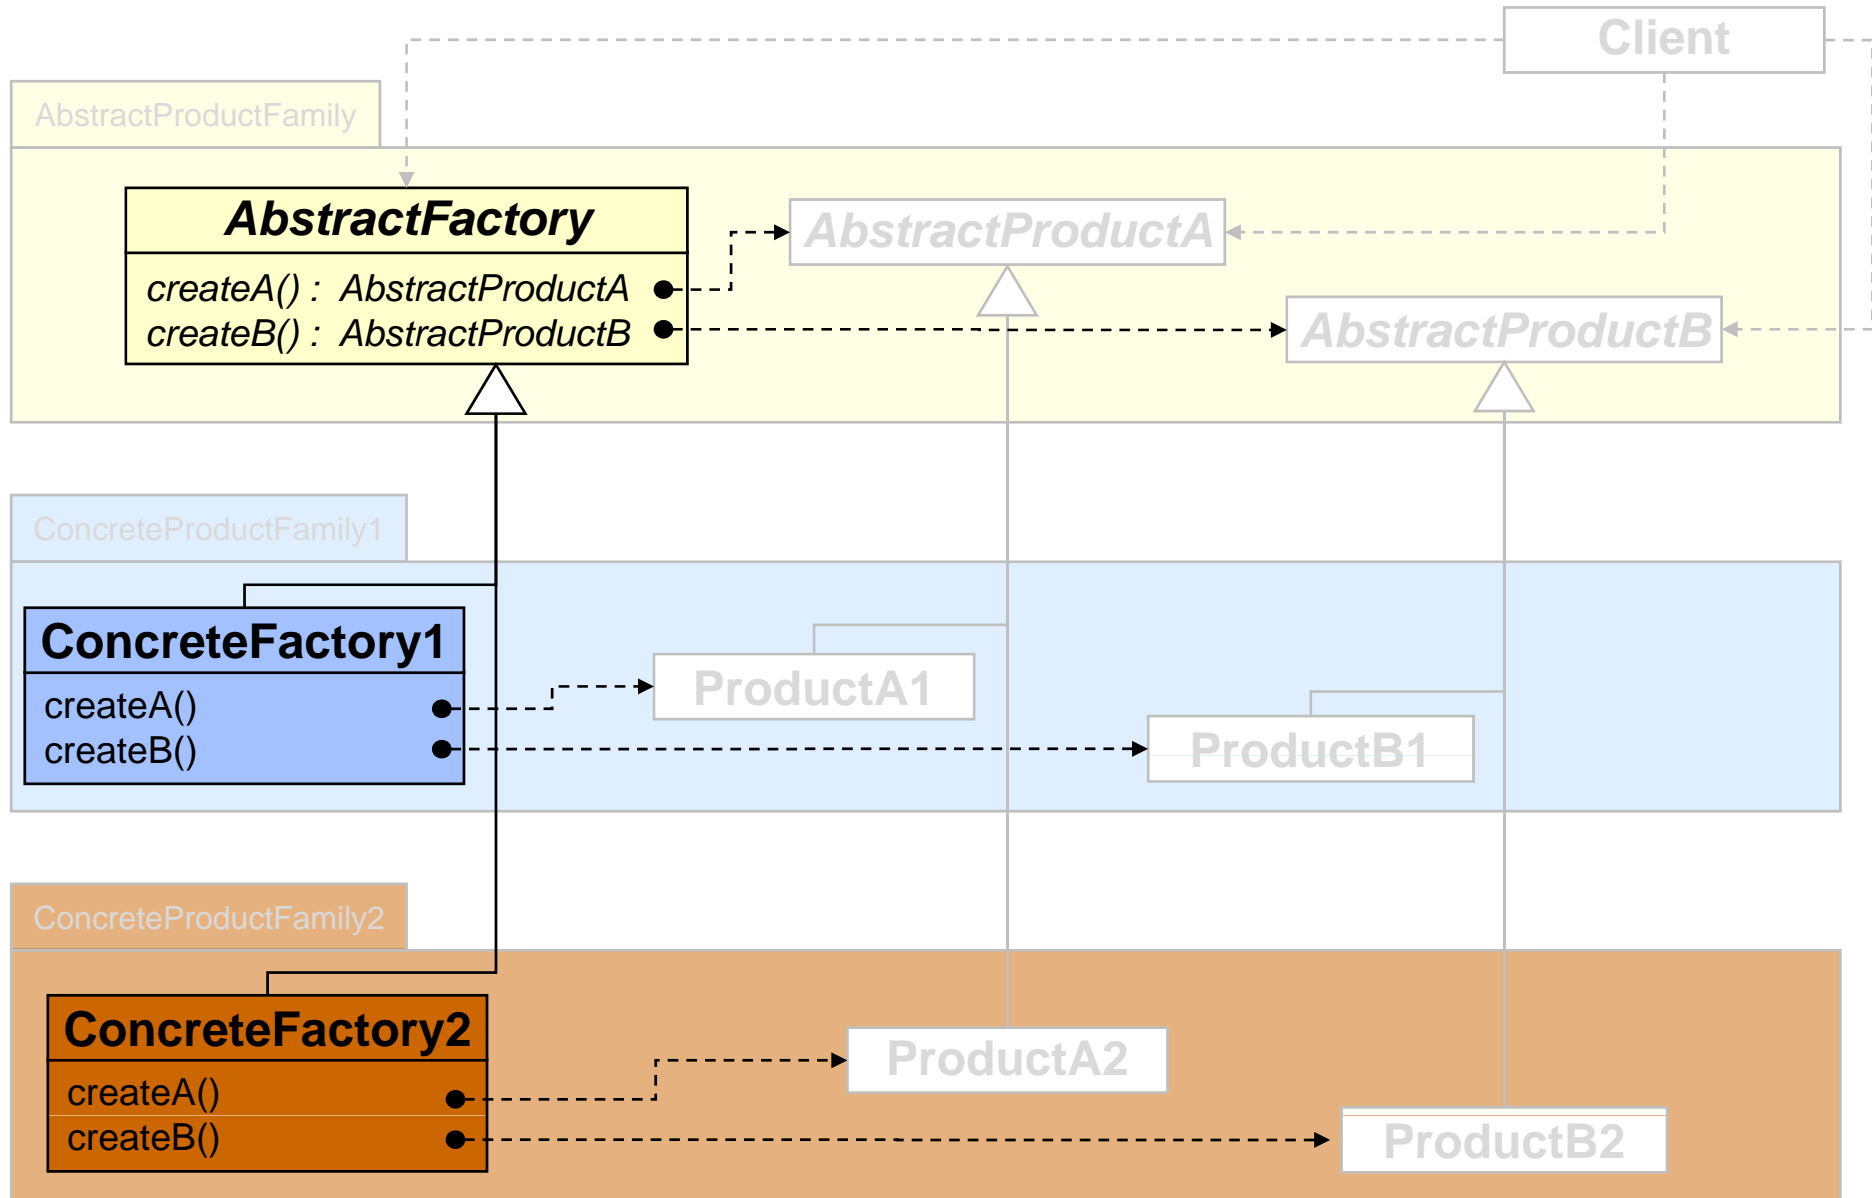 Client
AbstractProductFamily
AbstractFactory
createA() : AbstractProductA
createB() : AbstractProductB
AbstractProductA
AbstractProductB
ConcreteProductFamily1
ConcreteFactory1
createA()
createB()
ProductA1
ProductB1
ConcreteProductFamily2
ConcreteFactory2
createA()
createB()
ProductA2
ProductB2